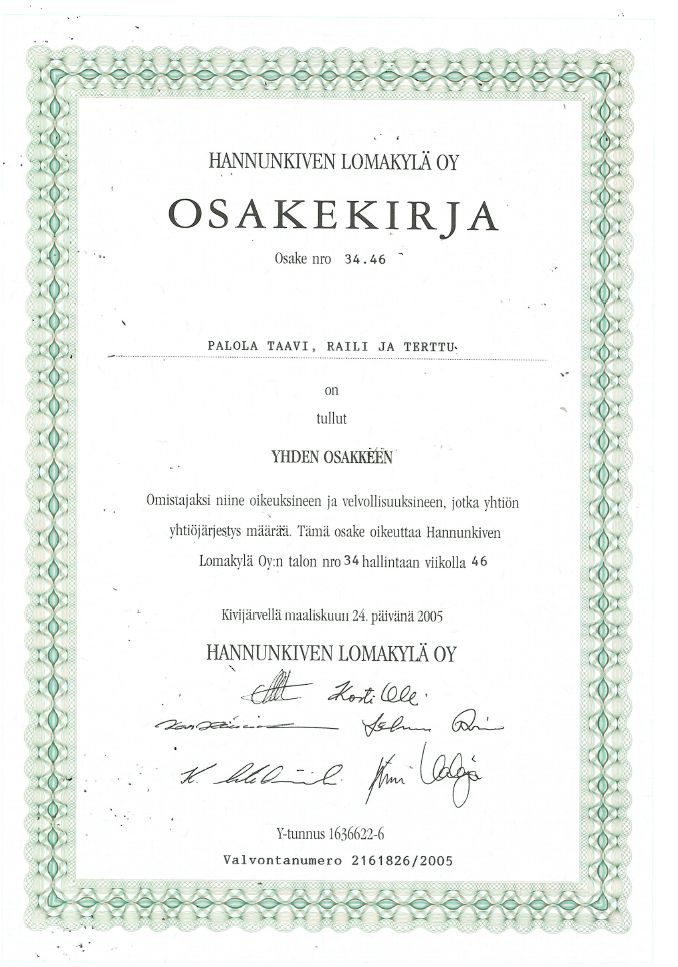 HANNUNKIVEN LOMAKYLÄ OY
OSAKEKIRJA
Osake nro 34.46
PALOLA TAAVI, RAILI JA TERTTU
on
tullut
YHDEN OSAKKEEN
Omistajaksi niine oikeuksineen ja velvollisuuksineen, jotka yhtiön
yhtiöjärjestys määrää. Tämä osake oikeuttaa Hannunkiven
Lomakylä Oy:n talon nro 34 hallintaan viikolla 46
Kivijärvellä maaliskuun 24. päivänä 2005
HANNUNKIVEN LOMAKYLÄ OY
Y-tunnus 1636622-6
Valvontanumero 2161826/2005